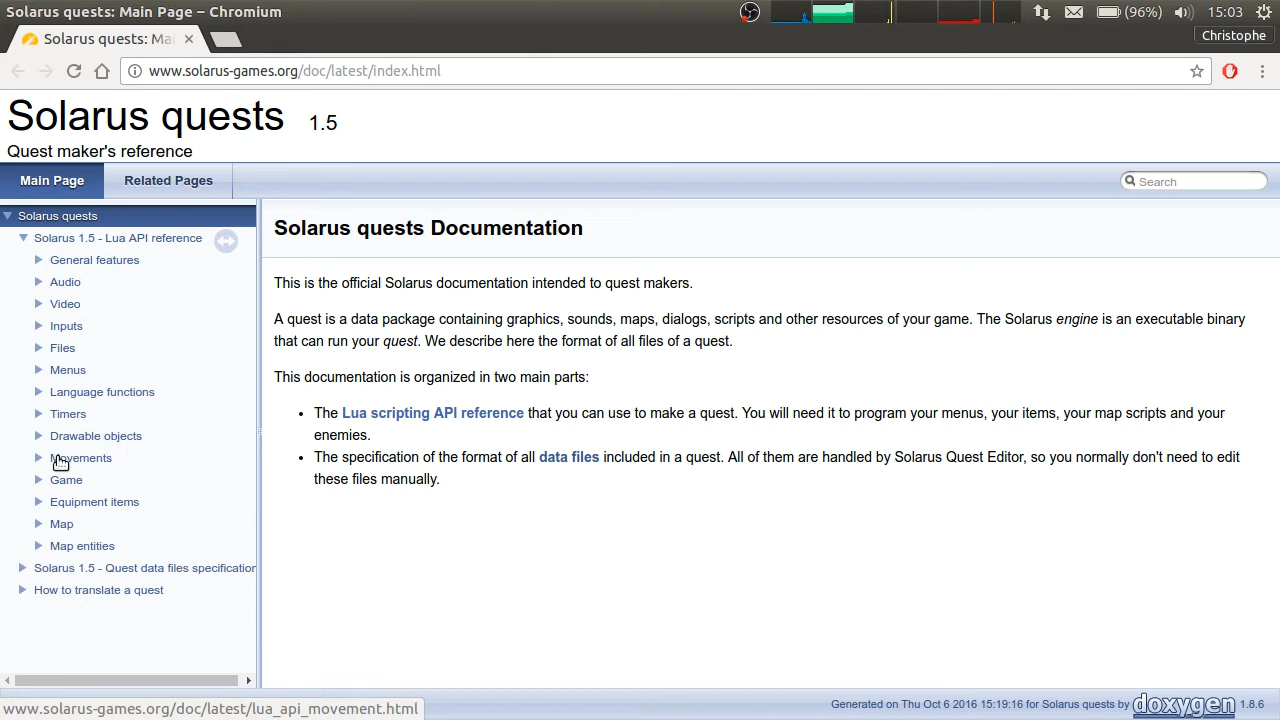 Solarus quests: Main Page – Chromium
(96%) 15:03
Solarus quests: Mai
Christophe
www.solarus-games.org/doc/latest/index.html
Solarus quests 1.5
Quest maker's reference
Main Page Related Pages
Search
Solarus quests
Solarus 1.5 - Lua API reference
General features
Audio
Video
Inputs
Files
Menus
Language functions
Timers
Drawable objects
Movements
Game
Equipment items
Map
Map entities
Solarus 1.5 - Quest data files specification
How to translate a quest
Solarus quests Documentation
This is the official Solarus documentation intended to quest makers.
A quest is a data package containing graphics, sounds, maps, dialogs, scripts and other resources of your game. The Solarus engine is an executable binary
that can run your quest. We describe here the format of all files of a quest.
This documentation is organized in two main parts:
• The Lua scripting API reference that you can use to make a quest. You will need it to program your menus, your items, your map scripts and your
enemies.
• The specification of the format of all data files included in a quest. All of them are handled by Solarus Quest Editor, so you normally don't need to edit
these files manually.
www.solarus-games.org/doc/latest/lua_api_movement.html
Generated on Thu Oct 6 2016 15:19:16 for Solarus quests by doxygen 1.8.6